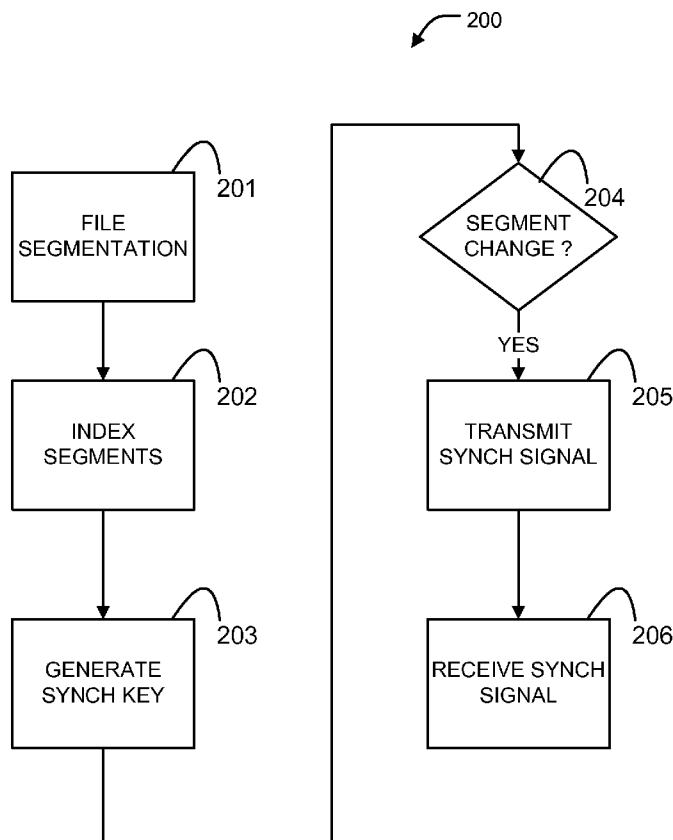 200
201
FILE
SEGMENTATION
202
INDEX
SEGMENTS
203
GENERATE
SYNCH KEY
204
SEGMENT
CHANGE ?
YES
205
TRANSMIT
SYNCH SIGNAL
206
RECEIVE SYNCH
SIGNAL